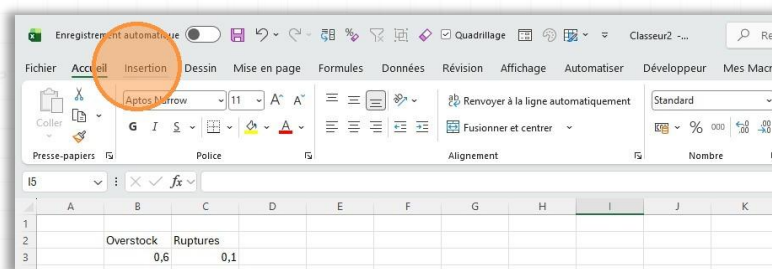 Enregistrement automatique Classeur2 -... Re
Quadrillage
Fichier Accueil Insertion Dessin Mise en page Formules Données Révision Affichage Automatiser Développeur Mes Macr
Coller
Aptos Narrow 11 A^ A˅
ab Renvoyer à la ligne automatiquement
Standard
G I S A
Fusionner et centrer
% 000
Presse-papiers Police Alignement Nombre
I5 fx
A B C D E F G H I J K
1
2 Overstock Ruptures
3 0,6 0,1